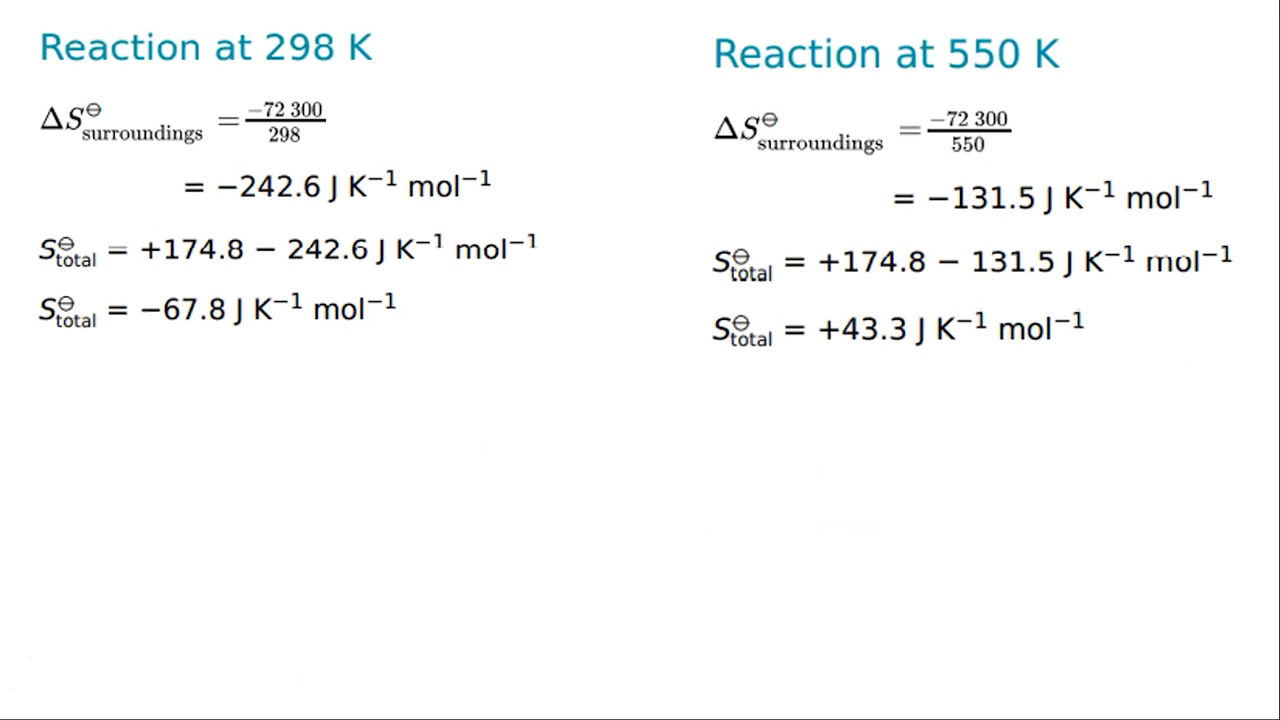 Reaction at 298 K
ΔS⊖surroundings = −72 300/298
= −242.6 J K−1 mol−1
S⊖total = +174.8 − 242.6 J K−1 mol−1
S⊖total = −67.8 J K−1 mol−1
Reaction at 550 K
ΔS⊖surroundings = −72 300/550
= −131.5 J K−1 mol−1
S⊖total = +174.8 − 131.5 J K−1 mol−1
S⊖total = +43.3 J K−1 mol−1